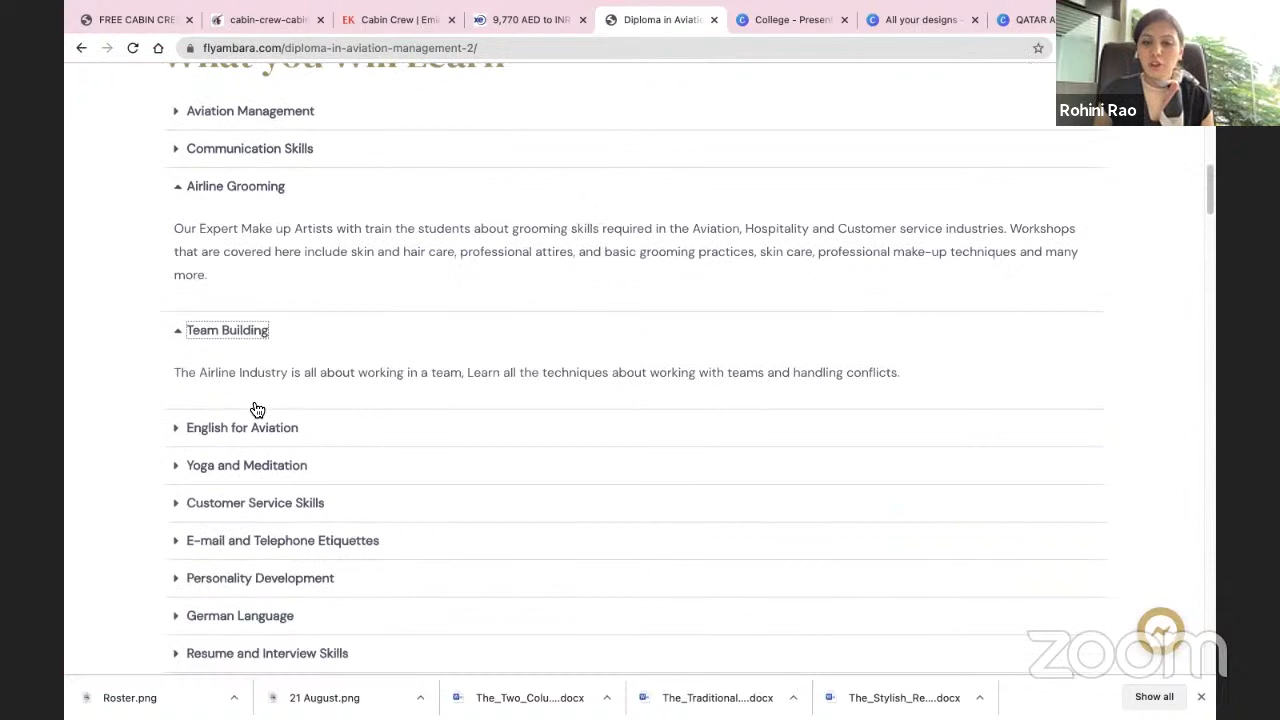 FREE CABIN CRE
cabin-crew-cabi
Cabin Crew | Emi
9,770 AED to INR
Diploma in Aviatio
College - Present
All your designs -
QATAR A
flyambara.com/diploma-in-aviation-management-2/
What you will Learn
Rohini Rao
Aviation Management
Communication Skills
Airline Grooming
Our Expert Make up Artists with train the students about grooming skills required in the Aviation, Hospitality and Customer service industries. Workshops
that are covered here include skin and hair care, professional attires, and basic grooming practices, skin care, professional make-up techniques and many
more.
Team Building
The Airline Industry is all about working in a team, Learn all the techniques about working with teams and handling conflicts.
English for Aviation
Yoga and Meditation
Customer Service Skills
E-mail and Telephone Etiquettes
Personality Development
German Language
Resume and Interview Skills
zoom
Roster.png
21 August.png
The_Two_Colu....docx
The_Traditional....docx
The_Stylish_Re....docx
Show all